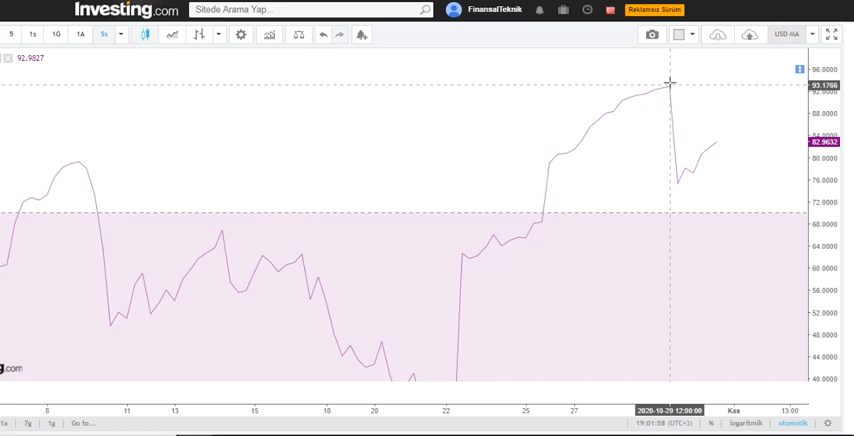 Investing.com
Sitede Arama Yap...
FinansalTeknik
Reklamsız Sürüm
5 1s 1G 1A 5s
USD MA
92.9827
96.0000
93.1766
92.0000
88.0000
84.0000
82.9632
80.0000
76.0000
72.0000
68.0000
64.0000
60.0000
56.0000
52.0000
48.0000
44.0000
40.0000
g.com
8 11 13 15 18 20 22 25 27 2020-10-29 12:00:00 Kas 13:00
1a 7g 1g Go to... 19:01:58 (UTC+3) % logaritmik otomatik